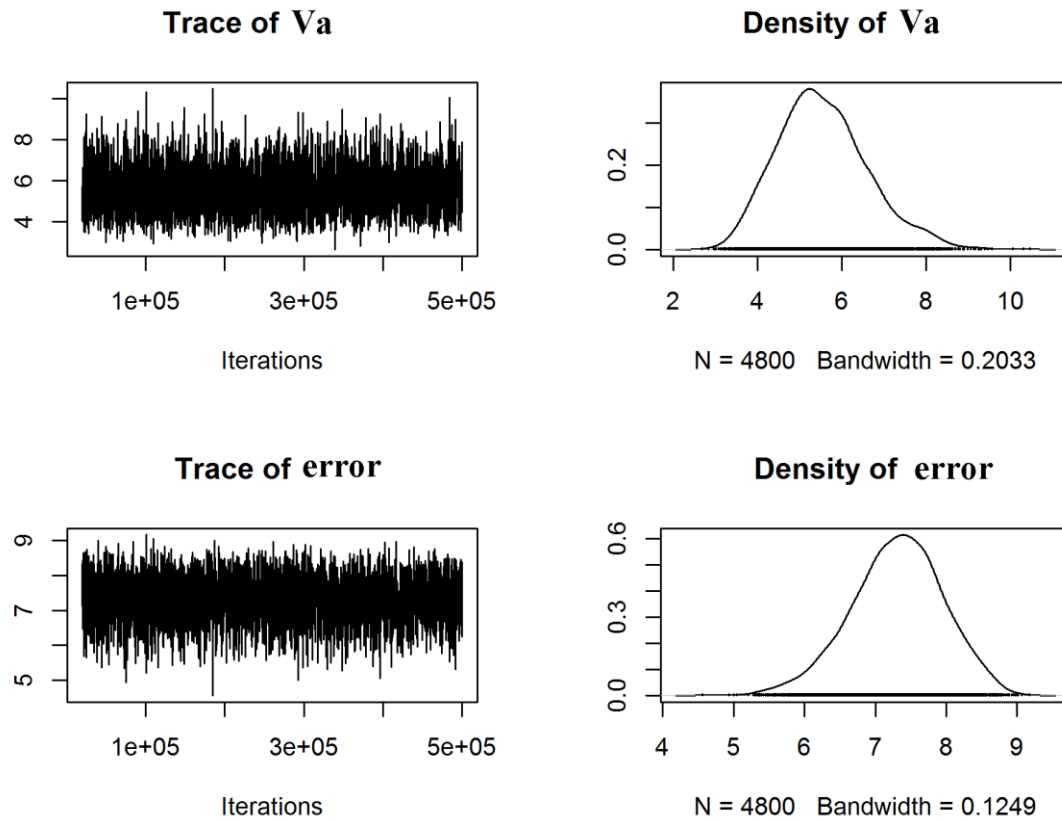 Trace of Va
8
6
4
1e+05 3e+05 5e+05
Iterations
Density of Va
0.2
0.0
2 4 6 8 10
N = 4800 Bandwidth = 0.2033
Trace of error
9
7
5
1e+05 3e+05 5e+05
Iterations
Density of error
0.6
0.3
0.0
4 5 6 7 8 9
N = 4800 Bandwidth = 0.1249